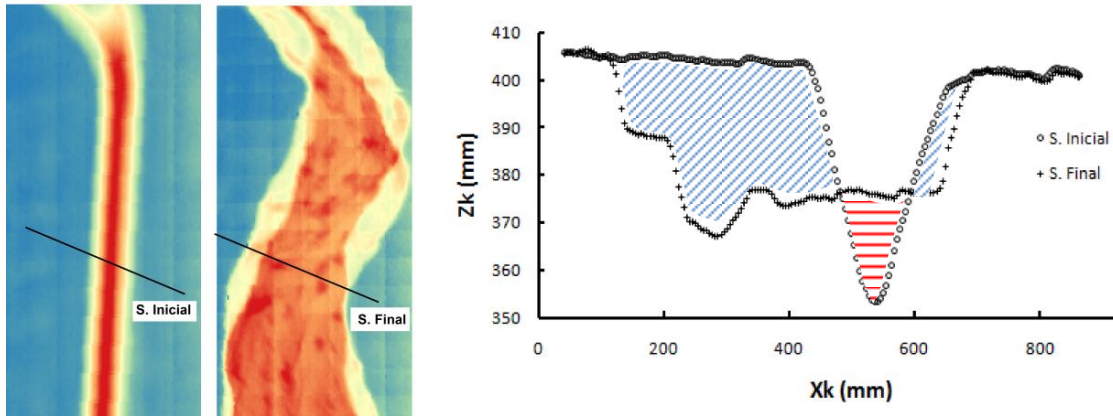 S. Inicial
S. Final
Zk (mm)
410
400
390
380
370
360
350
0
200
400
600
800
Xk (mm)
S. Inicial
S. Final